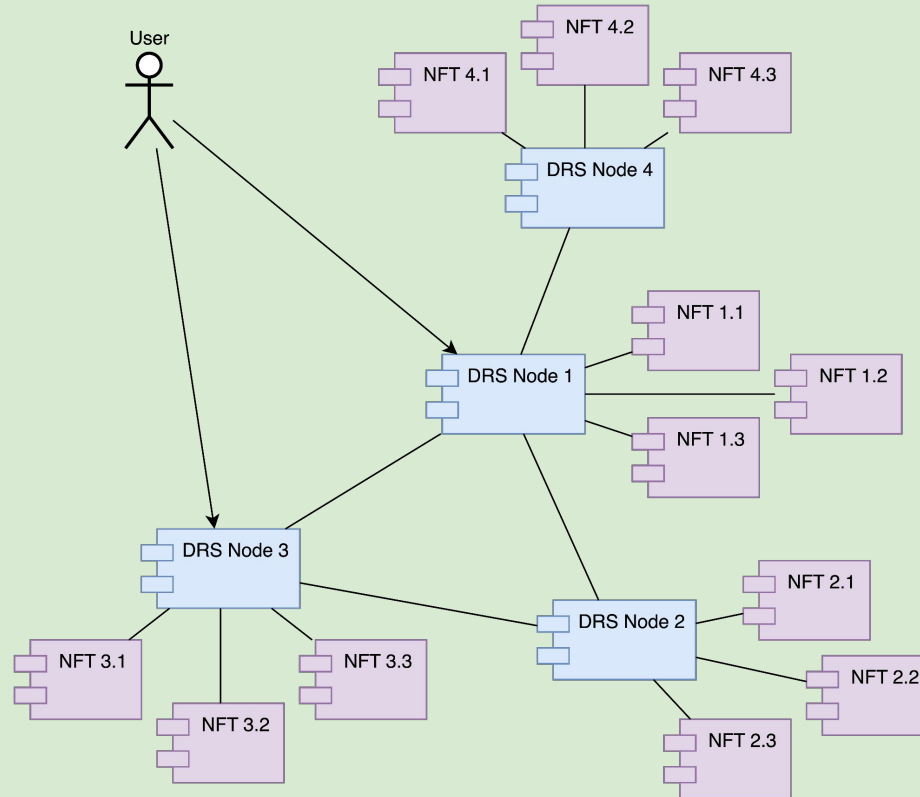 User
NFT 4.2
NFT 4.1
NFT 4.3
DRS Node 4
NFT 1.1
DRS Node 1
NFT 1.2
NFT 1.3
DRS Node 3
NFT 2.1
DRS Node 2
NFT 3.1
NFT 3.3
NFT 2.2
NFT 3.2
NFT 2.3